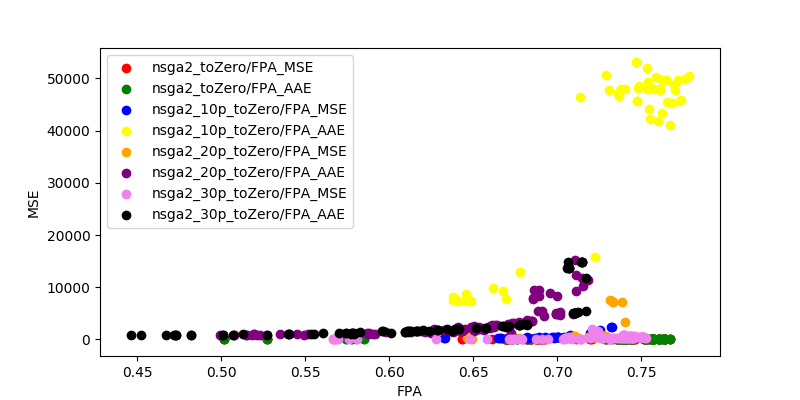 50000
40000
30000
20000
10000
0
MSE
nsga2_toZero/FPA_MSE
nsga2_toZero/FPA_AAE
nsga2_10p_toZero/FPA_MSE
nsga2_10p_toZero/FPA_AAE
nsga2_20p_toZero/FPA_MSE
nsga2_20p_toZero/FPA_AAE
nsga2_30p_toZero/FPA_MSE
nsga2_30p_toZero/FPA_AAE
0.45 0.50 0.55 0.60 0.65 0.70 0.75
FPA